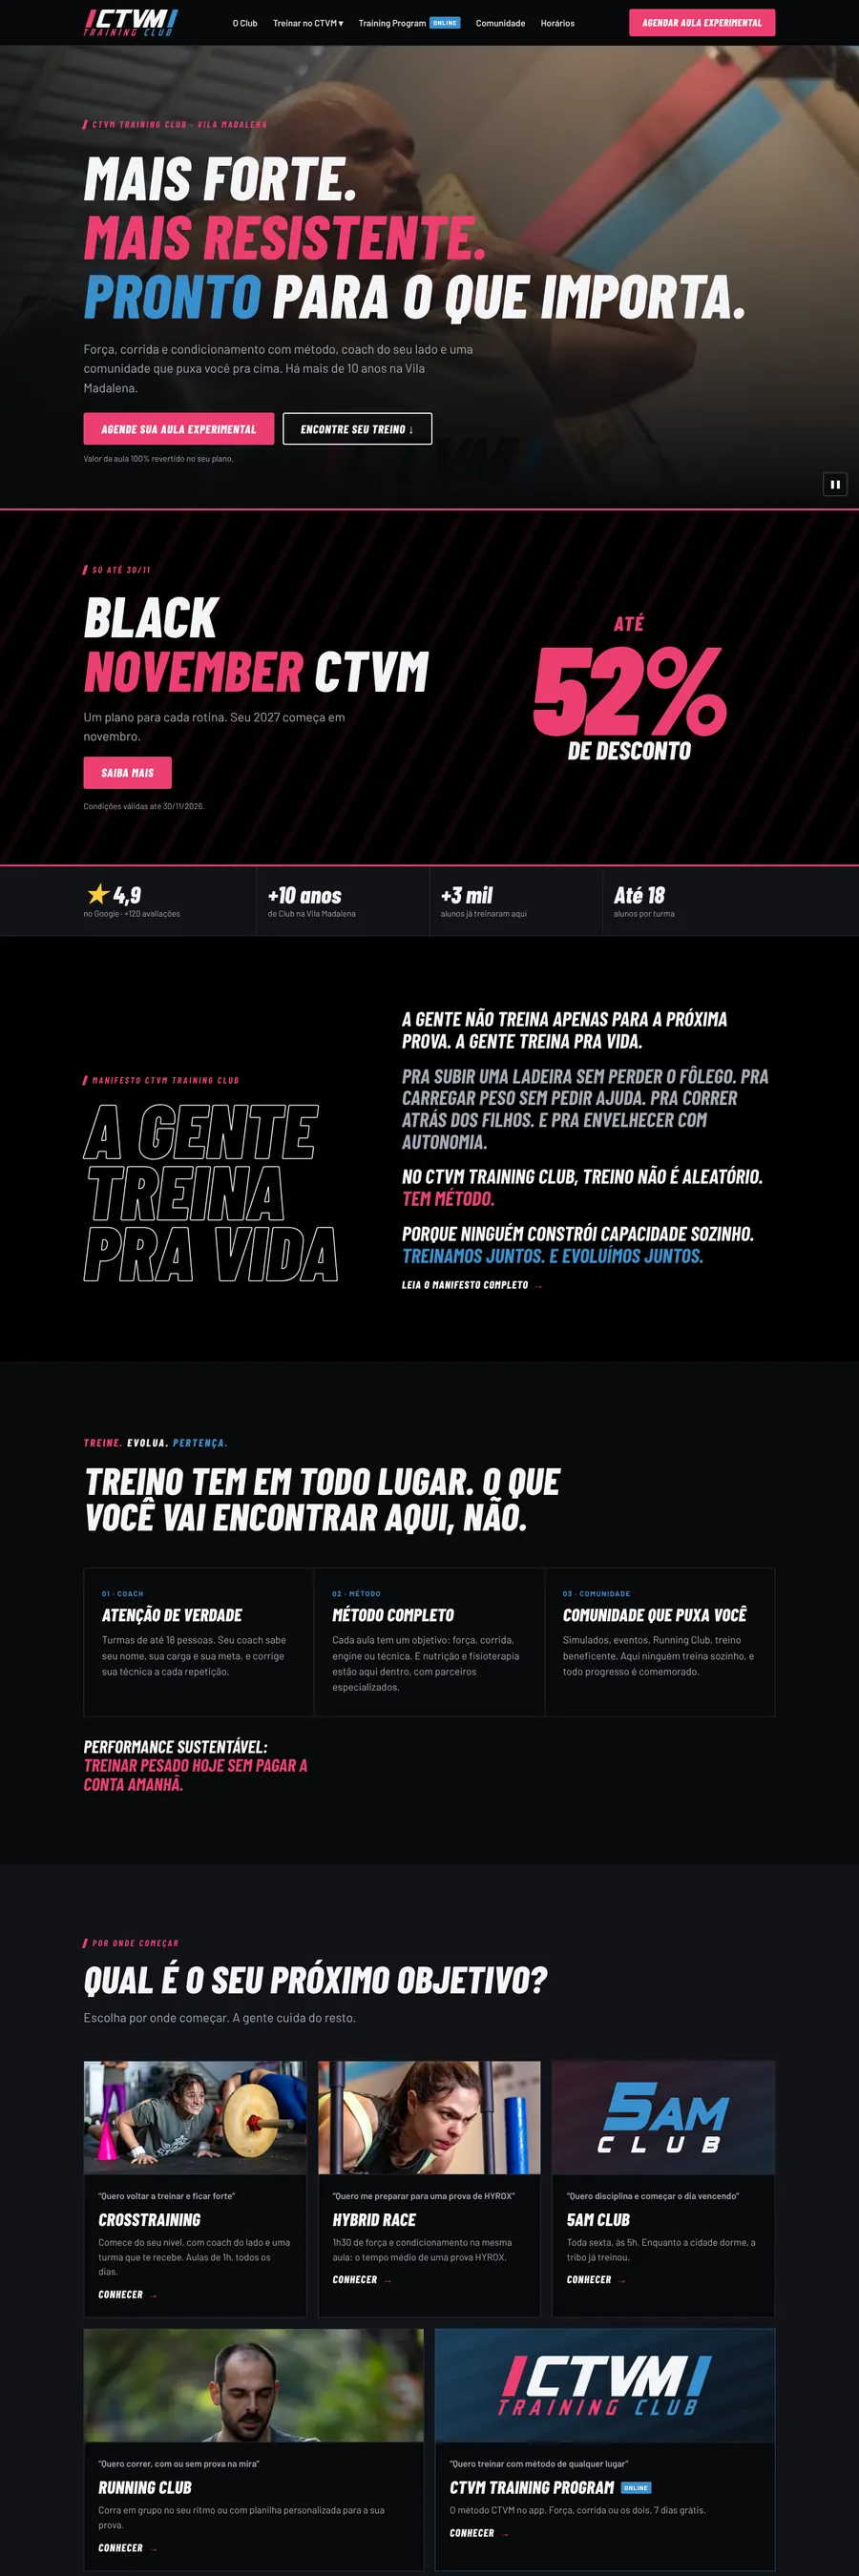 CTVM
TRAINING CLUB
O Club
Treinar no CTVM ▾
Training Program ONLINE
Comunidade
Horários
AGENDAR AULA EXPERIMENTAL
CTVM TRAINING CLUB · VILA MADALENA
MAIS FORTE.
MAIS RESISTENTE.
PRONTO PARA O QUE IMPORTA.
Força, corrida e condicionamento com método, coach do seu lado e uma
comunidade que puxa você pra cima. Há mais de 10 anos na Vila
Madalena.
AGENDE SUA AULA EXPERIMENTAL
ENCONTRE SEU TREINO ↓
Valor da aula 100% revertido no seu plano.
SÓ ATÉ 30/11
BLACK
NOVEMBER CTVM
Um plano para cada rotina. Seu 2027 começa em
novembro.
SAIBA MAIS
Condições válidas até 30/11/2026.
ATÉ
52%
DE DESCONTO
★ 4,9
no Google · +120 avaliações
+10 anos
de Club na Vila Madalena
+3 mil
alunos já treinaram aqui
Até 18
alunos por turma
MANIFESTO CTVM TRAINING CLUB
A GENTE
TREINA
PRA VIDA
A GENTE NÃO TREINA APENAS PARA A PRÓXIMA
PROVA. A GENTE TREINA PRA VIDA.
PRA SUBIR UMA LADEIRA SEM PERDER O FÔLEGO. PRA
CARREGAR PESO SEM PEDIR AJUDA. PRA CORRER
ATRÁS DOS FILHOS. E PRA ENVELHECER COM
AUTONOMIA.
NO CTVM TRAINING CLUB, TREINO NÃO É ALEATÓRIO.
TEM MÉTODO.
PORQUE NINGUÉM CONSTRÓI CAPACIDADE SOZINHO.
TREINAMOS JUNTOS. E EVOLUÍMOS JUNTOS.
LEIA O MANIFESTO COMPLETO →
TREINE. EVOLUA. PERTENÇA.
TREINO TEM EM TODO LUGAR. O QUE
VOCÊ VAI ENCONTRAR AQUI, NÃO.
01 · COACH
ATENÇÃO DE VERDADE
Turmas de até 18 pessoas. Seu coach sabe
seu nome, sua carga e sua meta, e corrige
sua técnica a cada repetição.
02 · MÉTODO
MÉTODO COMPLETO
Cada aula tem um objetivo: força, corrida,
engine ou técnica. E nutrição e fisioterapia
estão aqui dentro, com parceiros
especializados.
03 · COMUNIDADE
COMUNIDADE QUE PUXA VOCÊ
Simulados, eventos, Running Club, treino
beneficente. Aqui ninguém treina sozinho, e
todo progresso é comemorado.
PERFORMANCE SUSTENTÁVEL:
TREINAR PESADO HOJE SEM PAGAR A
CONTA AMANHÃ.
POR ONDE COMEÇAR
QUAL É O SEU PRÓXIMO OBJETIVO?
Escolha por onde começar. A gente cuida do resto.
"Quero voltar a treinar e ficar forte"
CROSSTRAINING
Comece do seu nível, com coach do lado e uma
turma que te recebe. Aulas de 1h, todos os
dias.
CONHECER →
"Quero me preparar para uma prova de HYROX"
HYBRID RACE
1h30 de força e condicionamento na mesma
aula: o tempo médio de uma prova HYROX.
CONHECER →
5AM
CLUB
"Quero disciplina e começar o dia vencendo"
5AM CLUB
Toda sexta, às 5h. Enquanto a cidade dorme, a
tribo já treinou.
CONHECER →
"Quero correr, com ou sem prova na mira"
RUNNING CLUB
Corra em grupo no seu ritmo ou com planilha personalizada para a sua
prova.
CONHECER →
CTVM
TRAINING CLUB
"Quero treinar com método de qualquer lugar"
CTVM TRAINING PROGRAM ONLINE
O método CTVM no app. Força, corrida ou os dois. 7 dias grátis.
CONHECER →